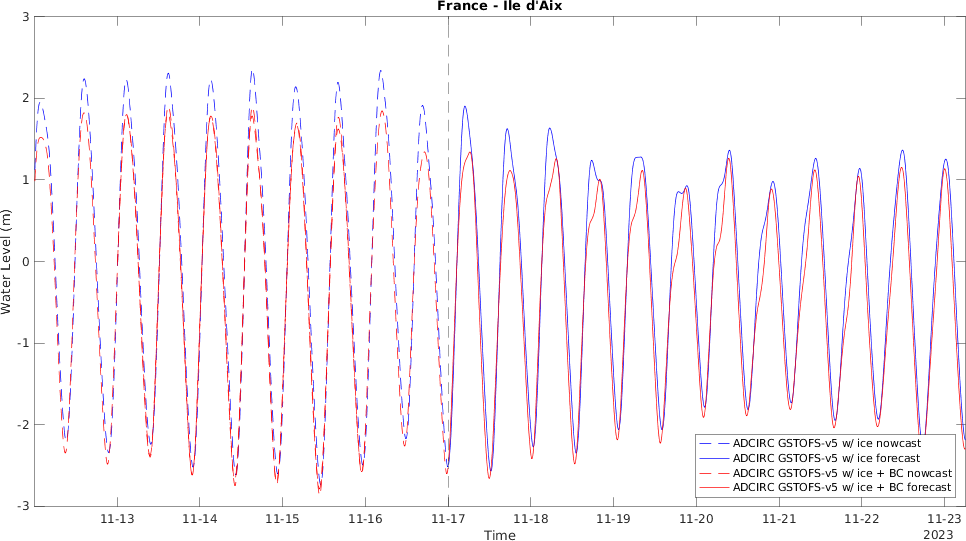 France - Ile d'Aix
3
2
1
0
-1
-2
-3
Water Level (m)
11-13
11-14
11-15
11-16
11-17
11-18
11-19
11-20
11-21
11-22
11-23
2023
Time
ADCIRC GSTOFS-v5 w/ ice nowcast
ADCIRC GSTOFS-v5 w/ ice forecast
ADCIRC GSTOFS-v5 w/ ice + BC nowcast
ADCIRC GSTOFS-v5 w/ ice + BC forecast